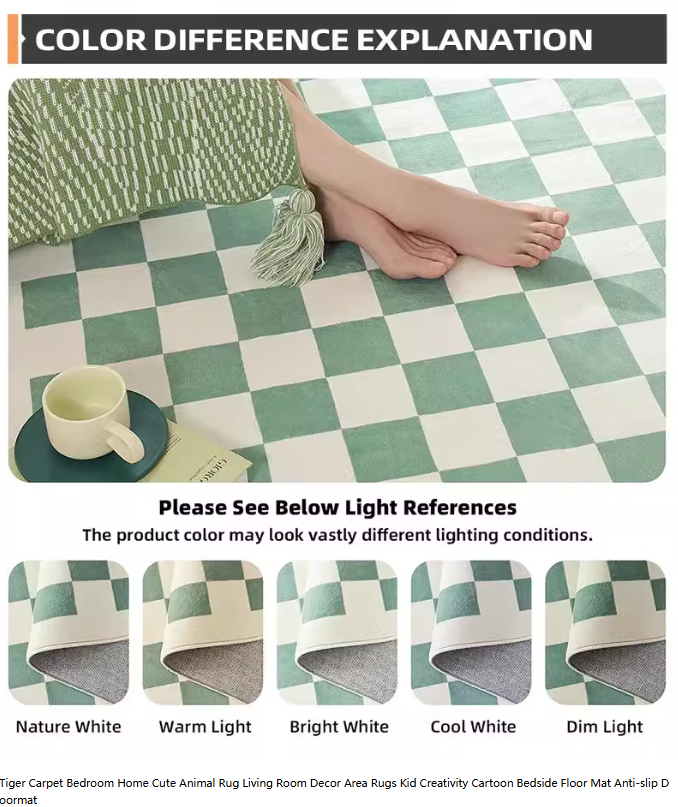 COLOR DIFFERENCE EXPLANATION
Please See Below Light References
The product color may look vastly different lighting conditions.
Nature White
Warm Light
Bright White
Cool White
Dim Light
Tiger Carpet Bedroom Home Cute Animal Rug Living Room Decor Area Rugs Kid Creativity Cartoon Bedside Floor Mat Anti-slip D
oormat